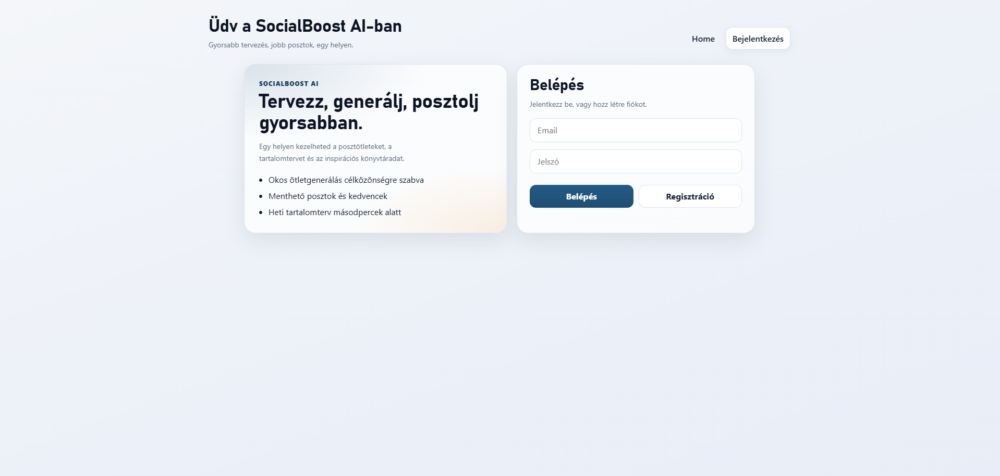 Üdv a SocialBoost AI-ban
Gyorsabb tervezés, jobb posztok, egy helyen.
Home
Bejelentkezés
SOCIALBOOST AI
Tervezz, generálj, posztolj
gyorsabban.
Egy helyen kezelheted a posztötleteket, a
tartalomtervet és az inspirációs könyvtáradat.
Okos ötletgenerálás célközönségre szabva
Menthető posztok és kedvencek
Heti tartalomterv másodpercek alatt
Belépés
Jelentkezz be, vagy hozz létre fiókot.
Email
Jelszó
Belépés
Regisztráció